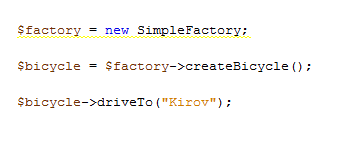 $factory = new SimpleFactory;
$bicycle = $factory->createBicycle();
$bicycle->driveTo("Kirov");